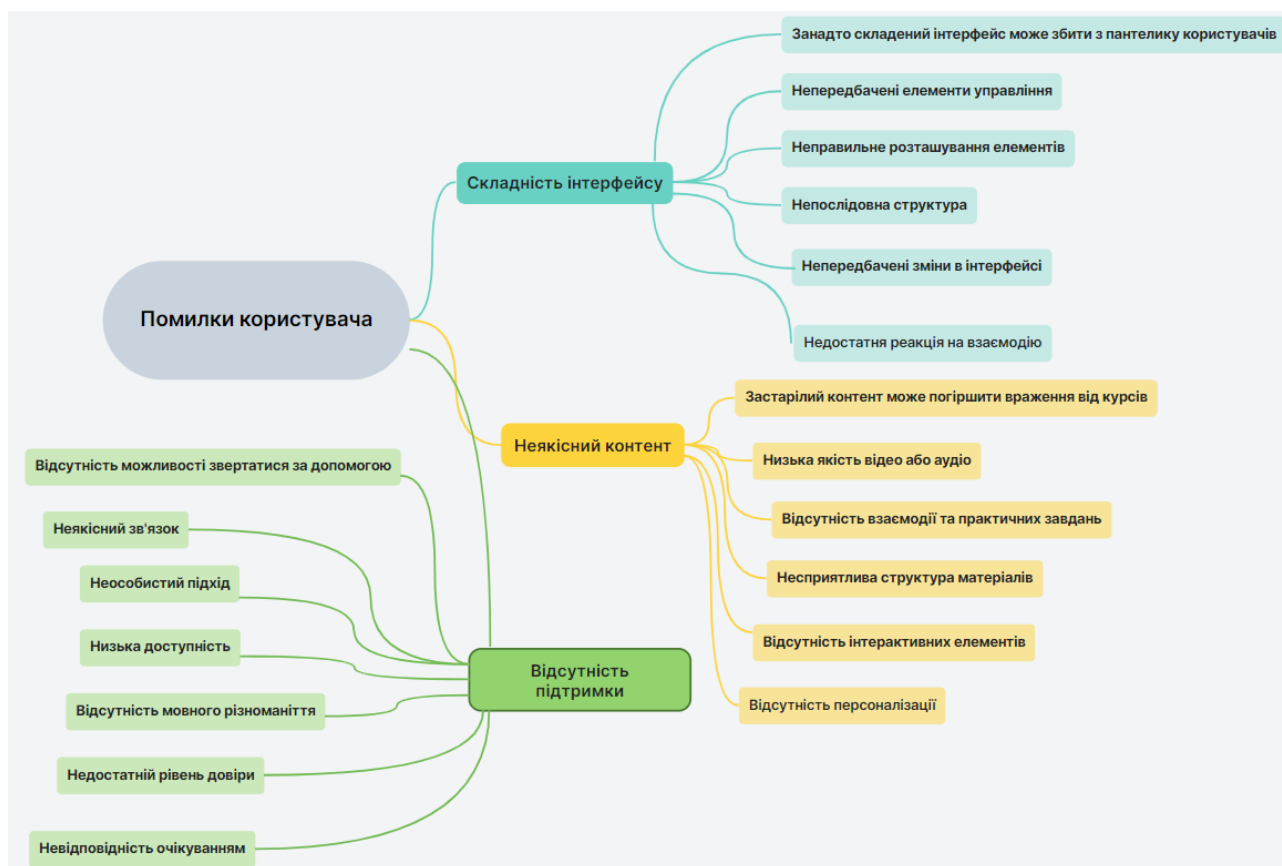 Помилки користувача
Складність інтерфейсу
Занадто складений інтерфейс може збити з пантелику користувачів
Непередбачені елементи управління
Неправильне розташування елементів
Непослідовна структура
Непередбачені зміни в інтерфейсі
Недостатня реакція на взаємодію
Неякісний контент
Застарілий контент може погіршити враження від курсів
Низька якість відео або аудіо
Відсутність взаємодії та практичних завдань
Несприятлива структура матеріалів
Відсутність інтерактивних елементів
Відсутність персоналізації
Відсутність
підтримки
Відсутність можливості звертатися за допомогою
Неякісний зв'язок
Неособистий підхід
Низька доступність
Відсутність мовного різноманіття
Недостатній рівень довіри
Невідповідність очікуванням